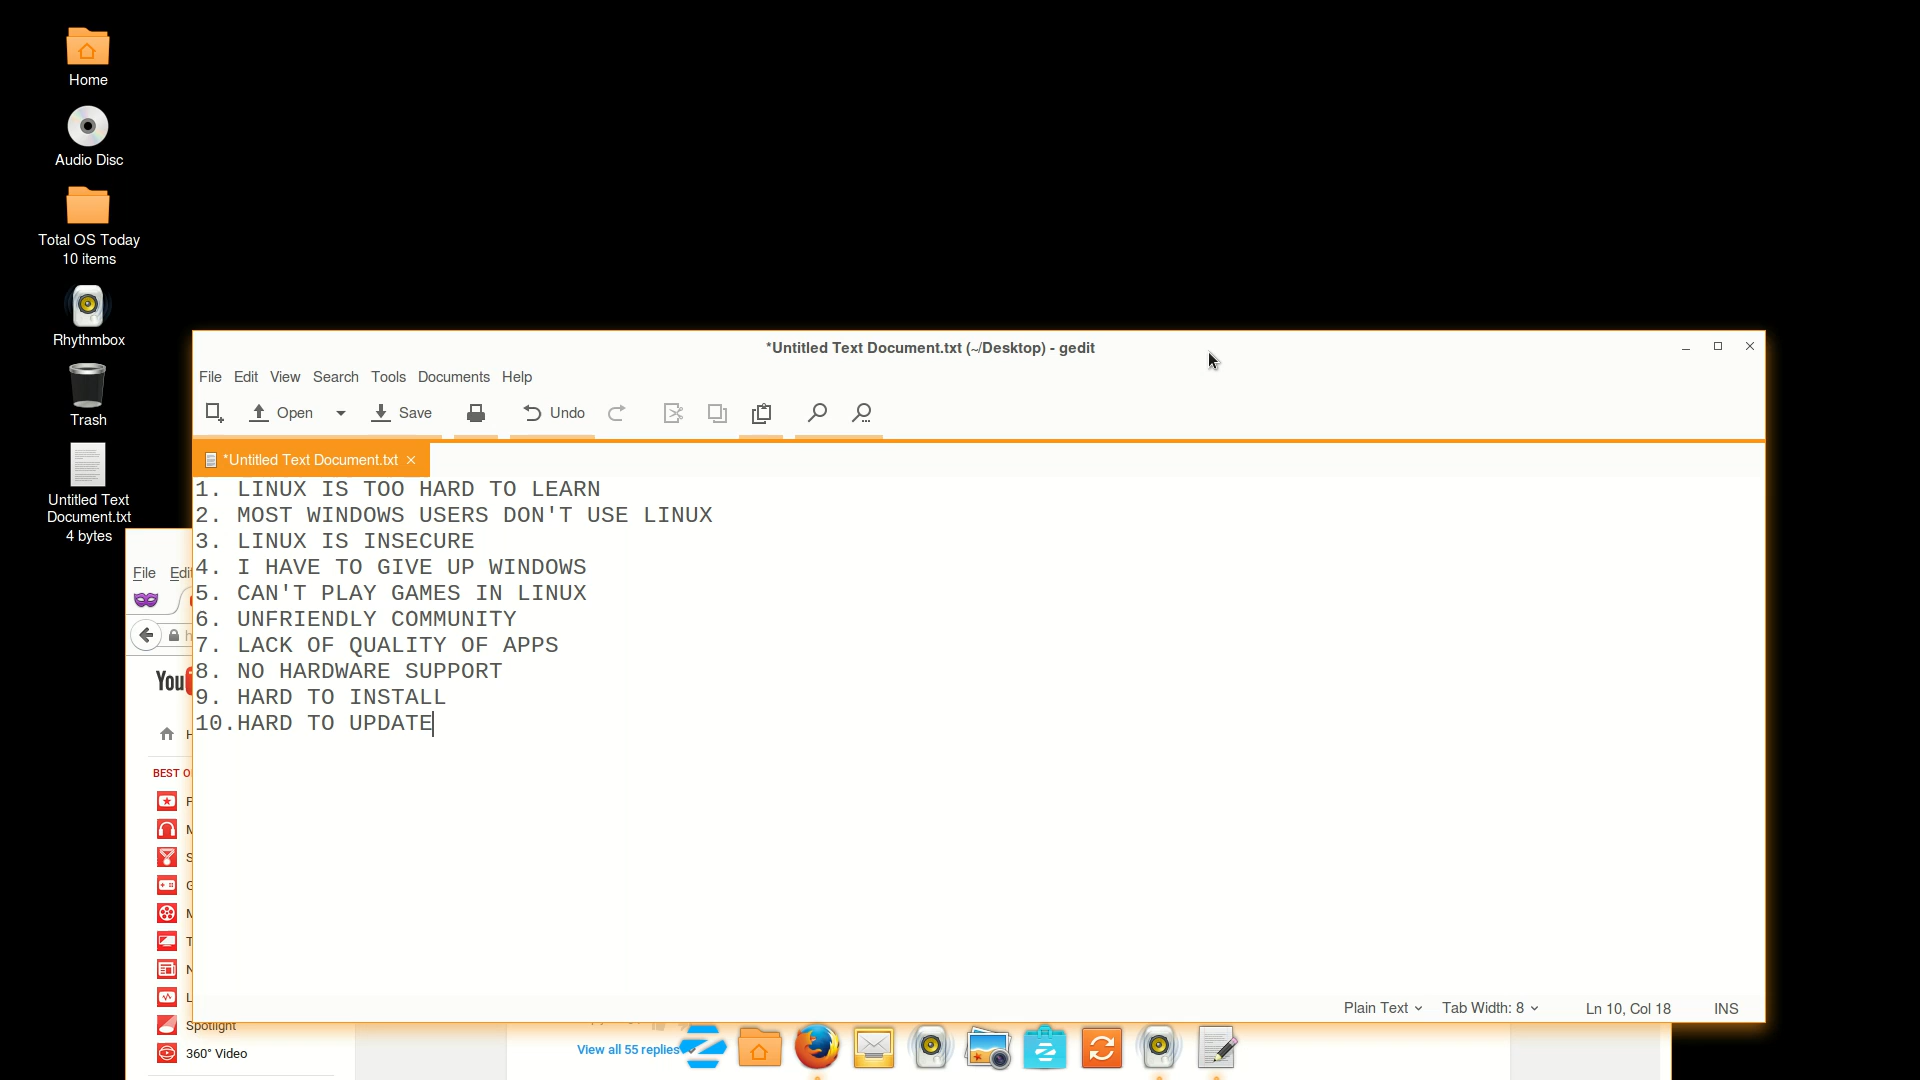 Home
Audio Disc
Total OS Today
10 items
Rhythmbox
Trash
Untitled Text
Document.txt
4 bytes
*Untitled Text Document.txt (~/Desktop) - gedit
File Edit View Search Tools Documents Help
Open Save Undo
*Untitled Text Document.txt
1. LINUX IS TOO HARD TO LEARN
2. MOST WINDOWS USERS DON'T USE LINUX
3. LINUX IS INSECURE
4. I HAVE TO GIVE UP WINDOWS
5. CAN'T PLAY GAMES IN LINUX
6. UNFRIENDLY COMMUNITY
7. LACK OF QUALITY OF APPS
8. NO HARDWARE SUPPORT
9. HARD TO INSTALL
10.HARD TO UPDATE
Plain Text Tab Width: 8 Ln 10, Col 18 INS
File Edit
You
BEST O
Spotlight
360° Video
View all 55 replies